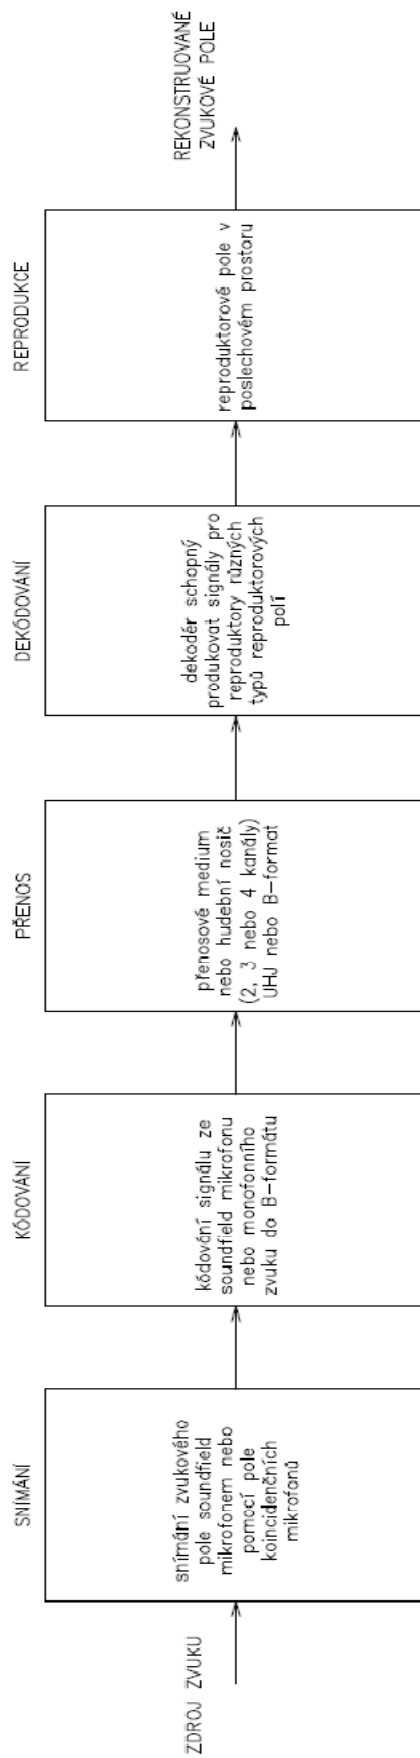 ZDROJ ZVUKU
SNÍMÁNÍ
snímání zvukového
pole soundfield
mikrofonem nebo
pomocí pole
koincidenčních
mikrofonů
KÓDOVÁNÍ
kódování signálu ze
soundfield mikrofonu
nebo monofonního
zvuku do B-formátu
PŘENOS
přenosové medium
nebo hudební nosič
(2, 3 nebo 4 kanály)
UHJ nebo B-format
DEKÓDOVÁNÍ
dekodér schopný
produkovat signály pro
reproduktory různých
typů reproduktorových
polí
REPRODUKCE
reproduktorové pole v
poslechovém prostoru
REKONSTRUOVANÉ
ZVUKOVÉ POLE